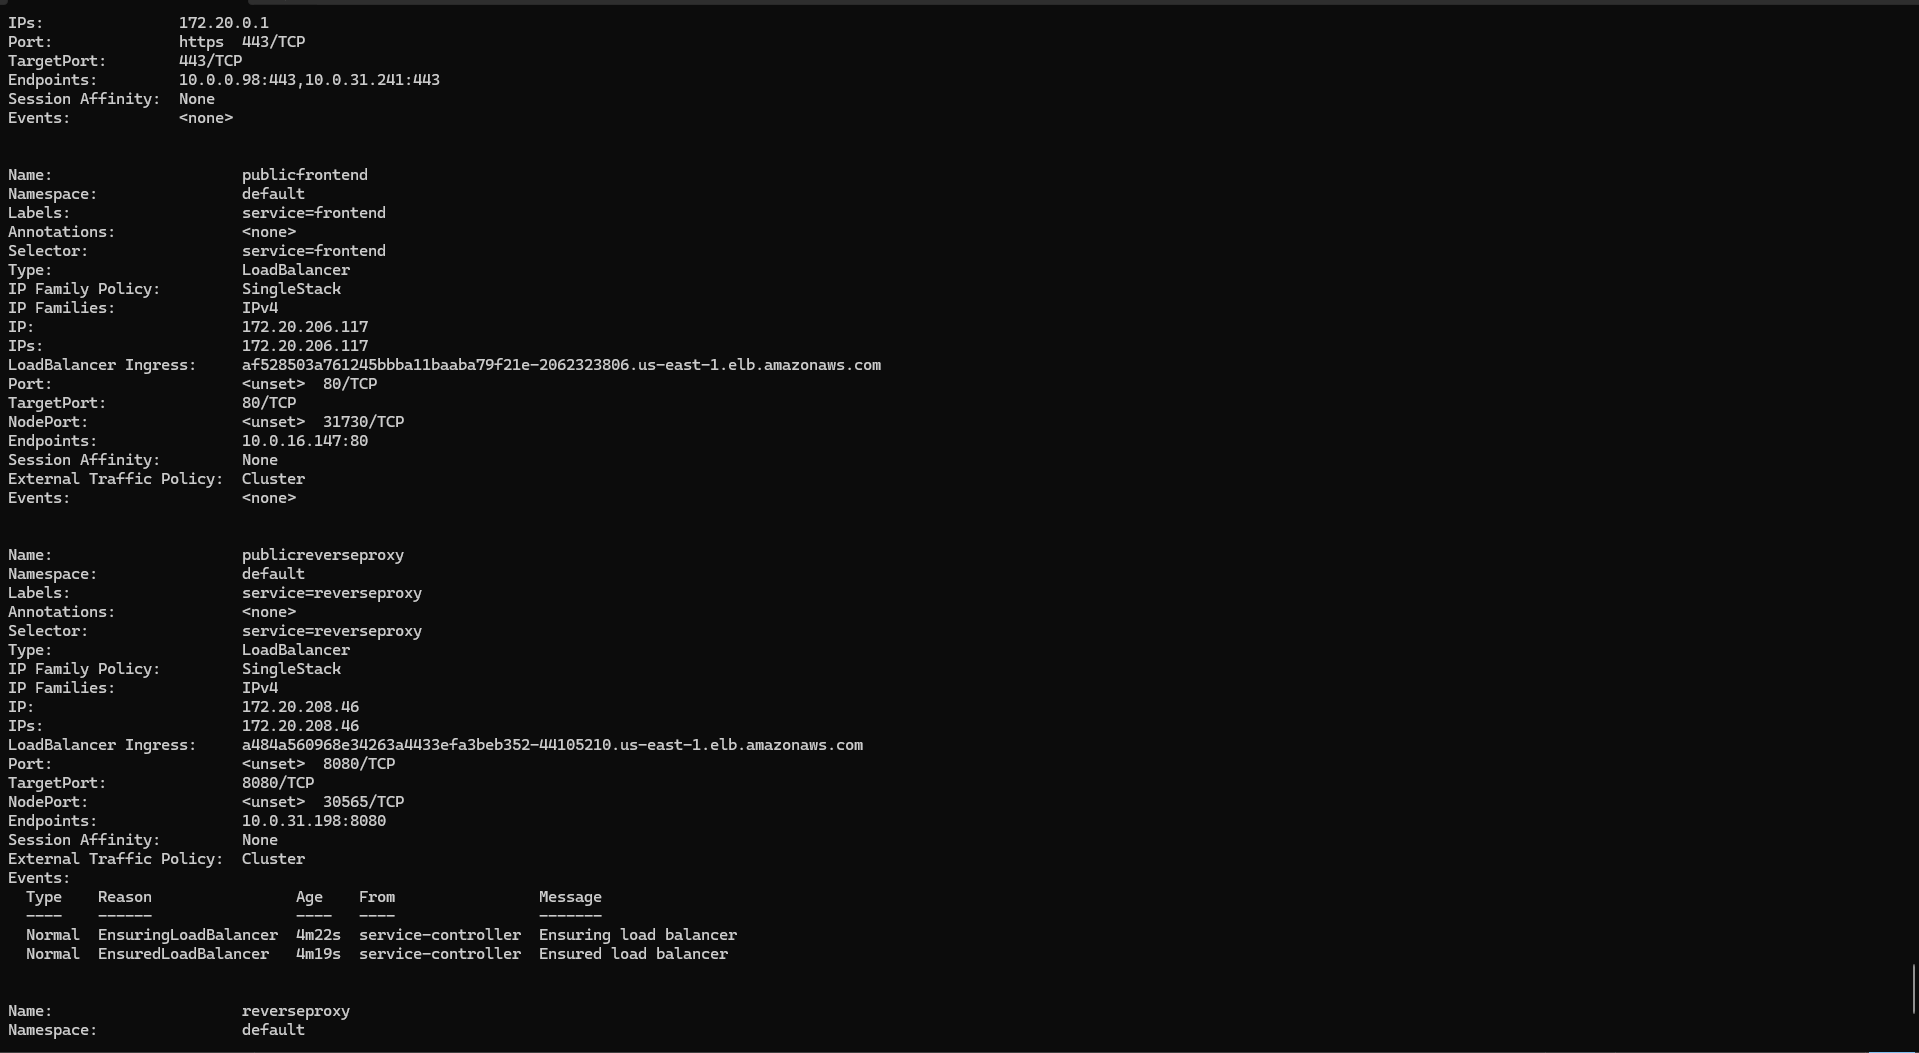 IPs:               172.20.0.1
Port:              https  443/TCP
TargetPort:        443/TCP
Endpoints:         10.0.0.98:443,10.0.31.241:443
Session Affinity:  None
Events:            <none>
Name:                     publicfrontend
Namespace:                default
Labels:                   service=frontend
Annotations:              <none>
Selector:                 service=frontend
Type:                     LoadBalancer
IP Family Policy:         SingleStack
IP Families:              IPv4
IP:                       172.20.206.117
IPs:                      172.20.206.117
LoadBalancer Ingress:     af528503a761245bbba11baaba79f21e-2062323806.us-east-1.elb.amazonaws.com
Port:                     <unset>  80/TCP
TargetPort:               80/TCP
NodePort:                 <unset>  31730/TCP
Endpoints:                10.0.16.147:80
Session Affinity:         None
External Traffic Policy:  Cluster
Events:                   <none>
Name:                     publicreverseproxy
Namespace:                default
Labels:                   service=reverseproxy
Annotations:              <none>
Selector:                 service=reverseproxy
Type:                     LoadBalancer
IP Family Policy:         SingleStack
IP Families:              IPv4
IP:                       172.20.208.46
IPs:                      172.20.208.46
LoadBalancer Ingress:     a484a560968e34263a4433efa3beb352-44105210.us-east-1.elb.amazonaws.com
Port:                     <unset>  8080/TCP
TargetPort:               8080/TCP
NodePort:                 <unset>  30565/TCP
Endpoints:                10.0.31.198:8080
Session Affinity:         None
External Traffic Policy:  Cluster
Events:
  Type    Reason                Age    From                Message
  ----    ------                ----   ----                -------
  Normal  EnsuringLoadBalancer  4m22s  service-controller  Ensuring load balancer
  Normal  EnsuredLoadBalancer   4m19s  service-controller  Ensured load balancer
Name:                     reverseproxy
Namespace:                default